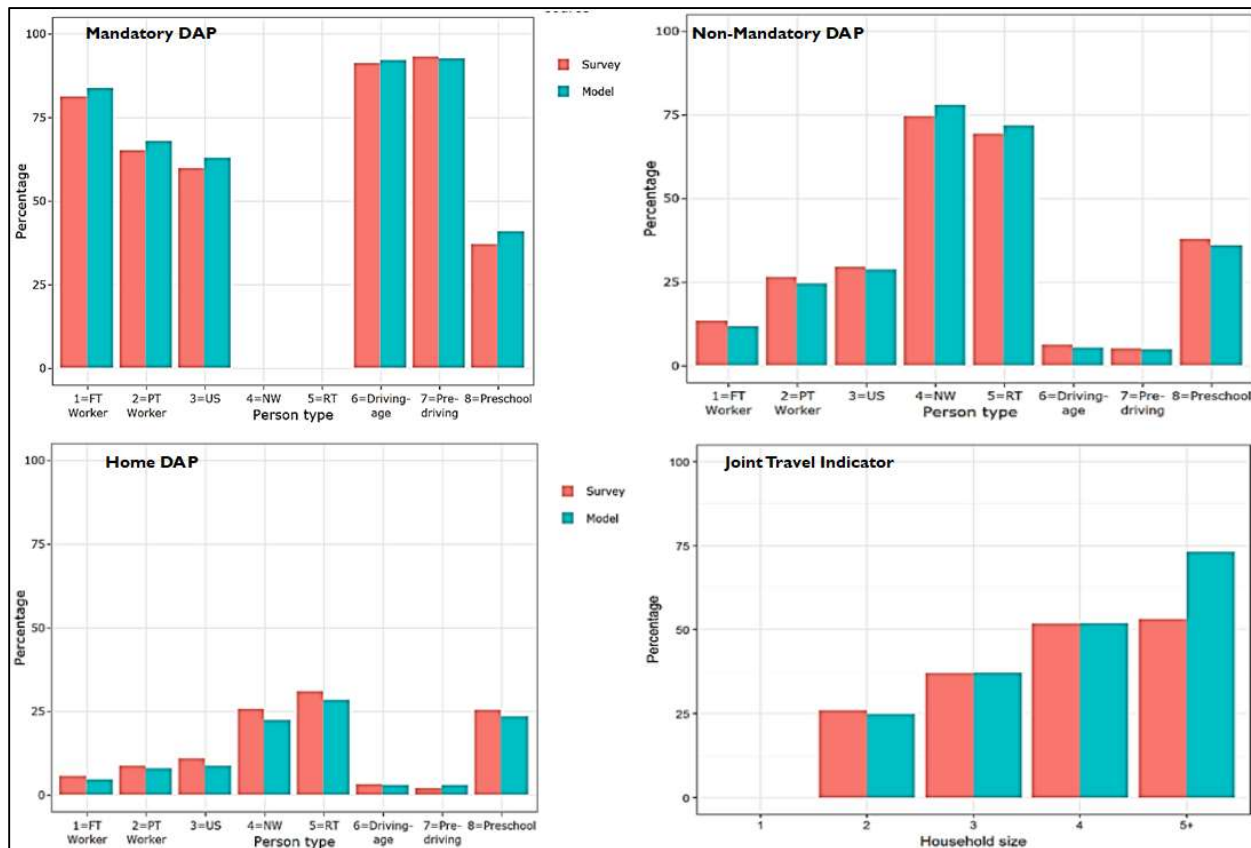 Mandatory DAP
100
75
50
25
0
Percentage
1=FT Worker
2=PT Worker
3=US
4=NW
5=RT
6=Driving-age
7=Pre-driving
8=Preschool
Person type
Survey
Model
Non-Mandatory DAP
100
75
50
25
0
Percentage
1=FT Worker
2=PT Worker
3=US
4=NW
5=RT
6=Driving-age
7=Pre-driving
8=Preschool
Person type
Home DAP
100
75
50
25
0
Percentage
1=FT Worker
2=PT Worker
3=US
4=NW
5=RT
6=Driving-age
7=Pre-driving
8=Preschool
Person type
Survey
Model
Joint Travel Indicator
100
75
50
25
0
Percentage
1
2
3
4
5+
Household size